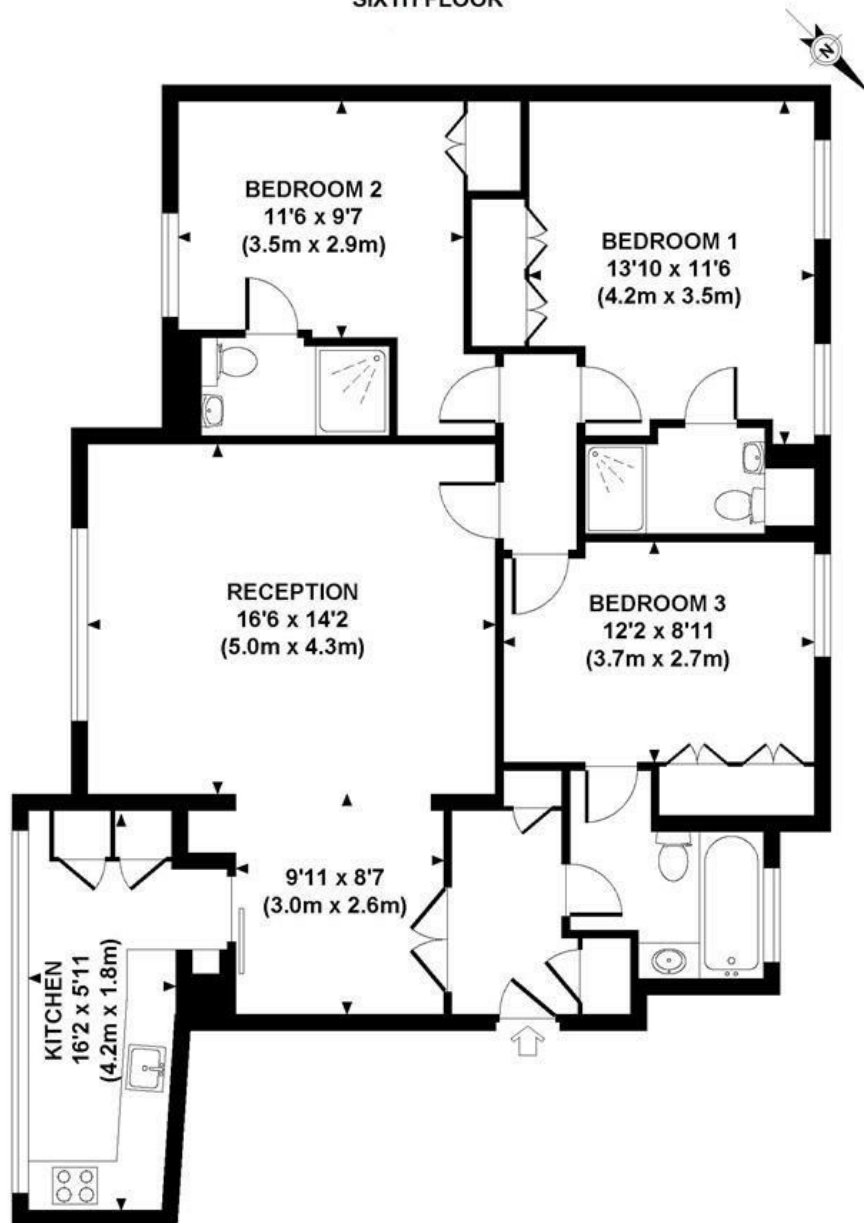 SIXTH FLOOR
N
BEDROOM 2
11'6 x 9'7
(3.5m x 2.9m)
BEDROOM 1
13'10 x 11'6
(4.2m x 3.5m)
RECEPTION
16'6 x 14'2
(5.0m x 4.3m)
BEDROOM 3
12'2 x 8'11
(3.7m x 2.7m)
9'11 x 8'7
(3.0m x 2.6m)
KITCHEN
16'2 x 5'11
(4.2m x 1.8m)